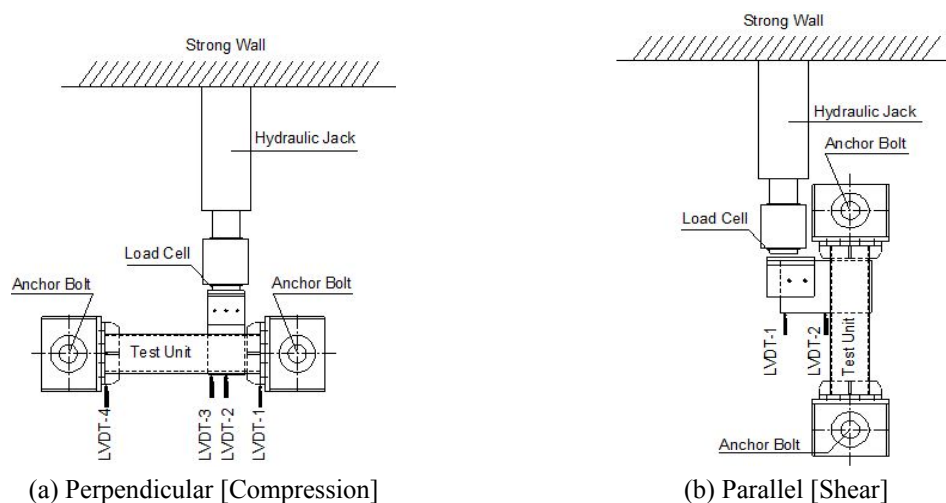 Strong Wall
Hydraulic Jack
Load Cell
Anchor Bolt
Anchor Bolt
Test Unit
LVDT-4
LVDT-3
LVDT-2
LVDT-1
(a) Perpendicular [Compression]
Strong Wall
Hydraulic Jack
Anchor Bolt
Load Cell
LVDT-1
LVDT-2
Test Unit
Anchor Bolt
(b) Parallel [Shear]